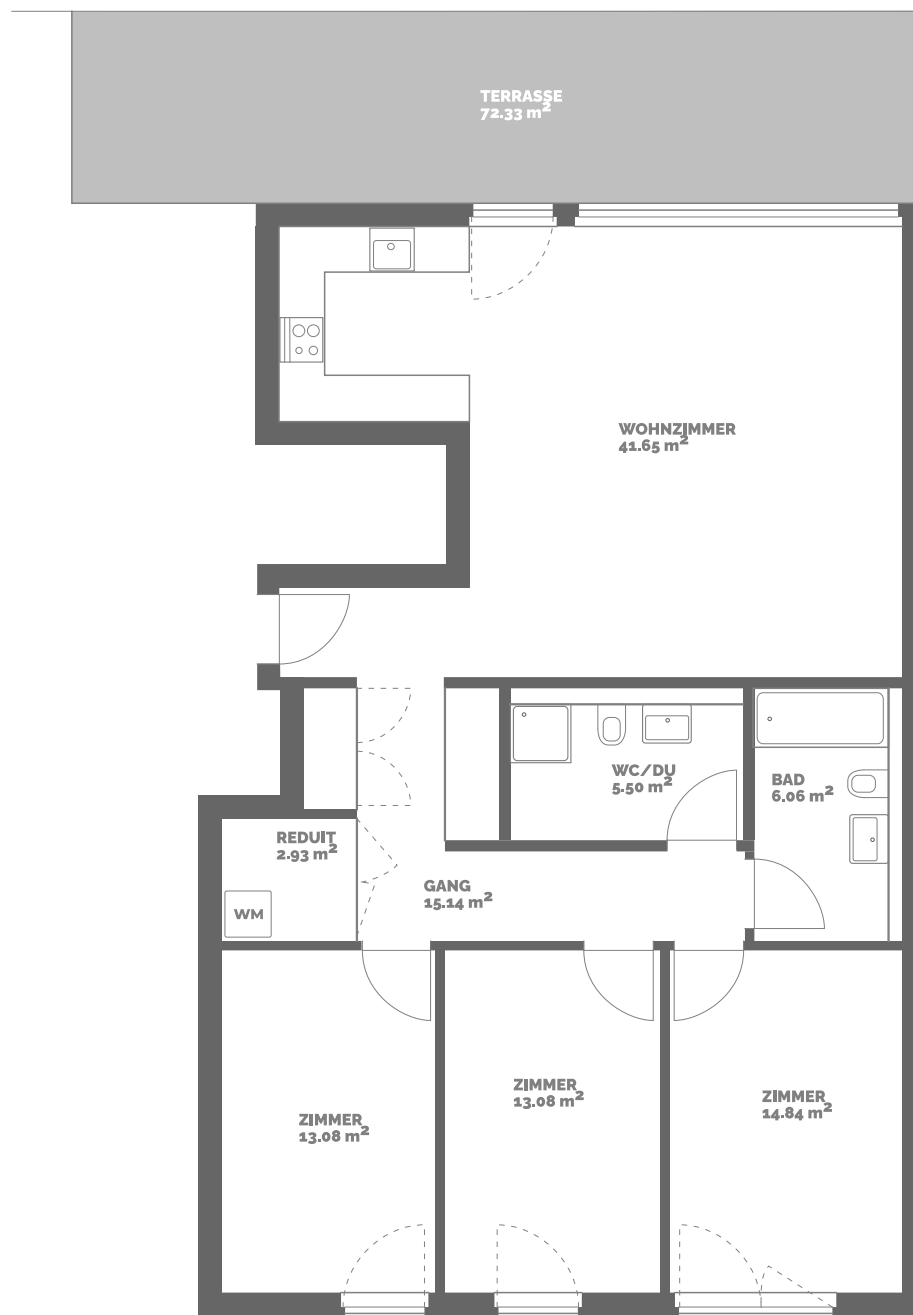 TERRASSE
72.33 m²
WOHNZIMMER
41.65 m²
WC/DU
5.50 m²
BAD
6.06 m²
REDUIT
2.93 m²
GANG
15.14 m²
WM
ZIMMER
13.08 m²
ZIMMER
13.08 m²
ZIMMER
14.84 m²